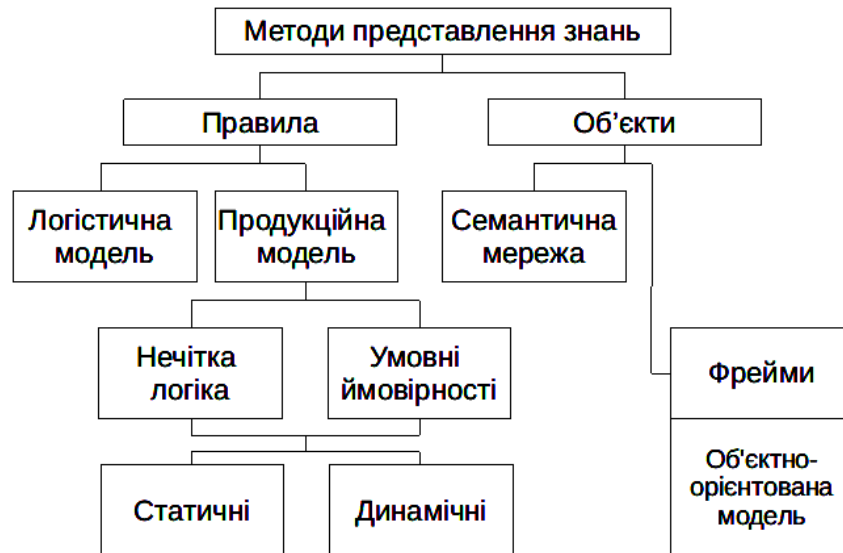 Методи представлення знань
Правила
Об’єкти
Логістична
модель
Продукційна
модель
Семантична
мережа
Нечітка
логіка
Умовні
ймовірності
Фрейми
Об'єктно-
орієнтована
модель
Статичні
Динамічні